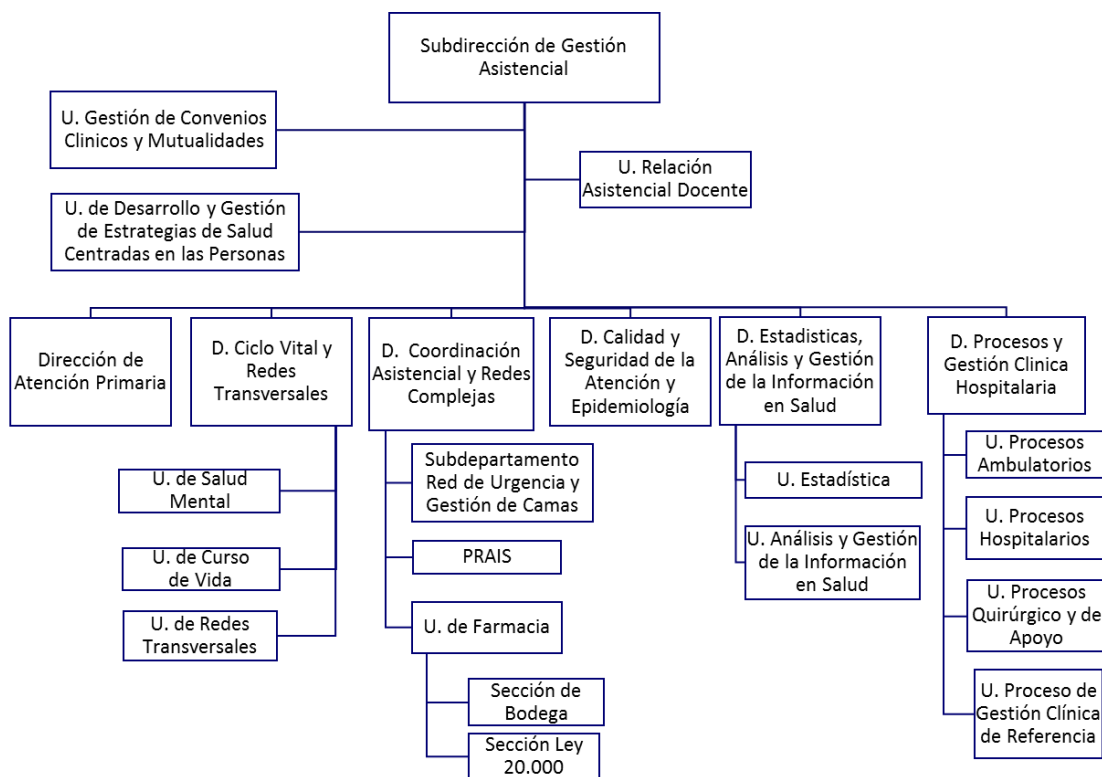 Subdirección de Gestión
Asistencial
U. Gestión de Convenios
Clinicos y Mutualidades
U. Relación
Asistencial Docente
U. de Desarrollo y Gestión
de Estrategias de Salud
Centradas en las Personas
Dirección de
Atención Primaria
D. Ciclo Vital y
Redes
Transversales
D. Coordinación
Asistencial y Redes
Complejas
D. Calidad y
Seguridad de la
Atención y
Epidemiología
D. Estadisticas,
Análisis y Gestión
de la Información
en Salud
D. Procesos y
Gestión Clinica
Hospitalaria
U. de Salud
Mental
U. de Curso
de Vida
U. de Redes
Transversales
Subdepartamento
Red de Urgencia y
Gestión de Camas
PRAIS
U. de Farmacia
Sección de
Bodega
Sección Ley
20.000
U. Estadística
U. Análisis y Gestión
de la Información
en Salud
U. Procesos
Ambulatorios
U. Procesos
Hospitalarios
U. Procesos
Quirúrgico y de
Apoyo
U. Proceso de
Gestión Clínica
de Referencia